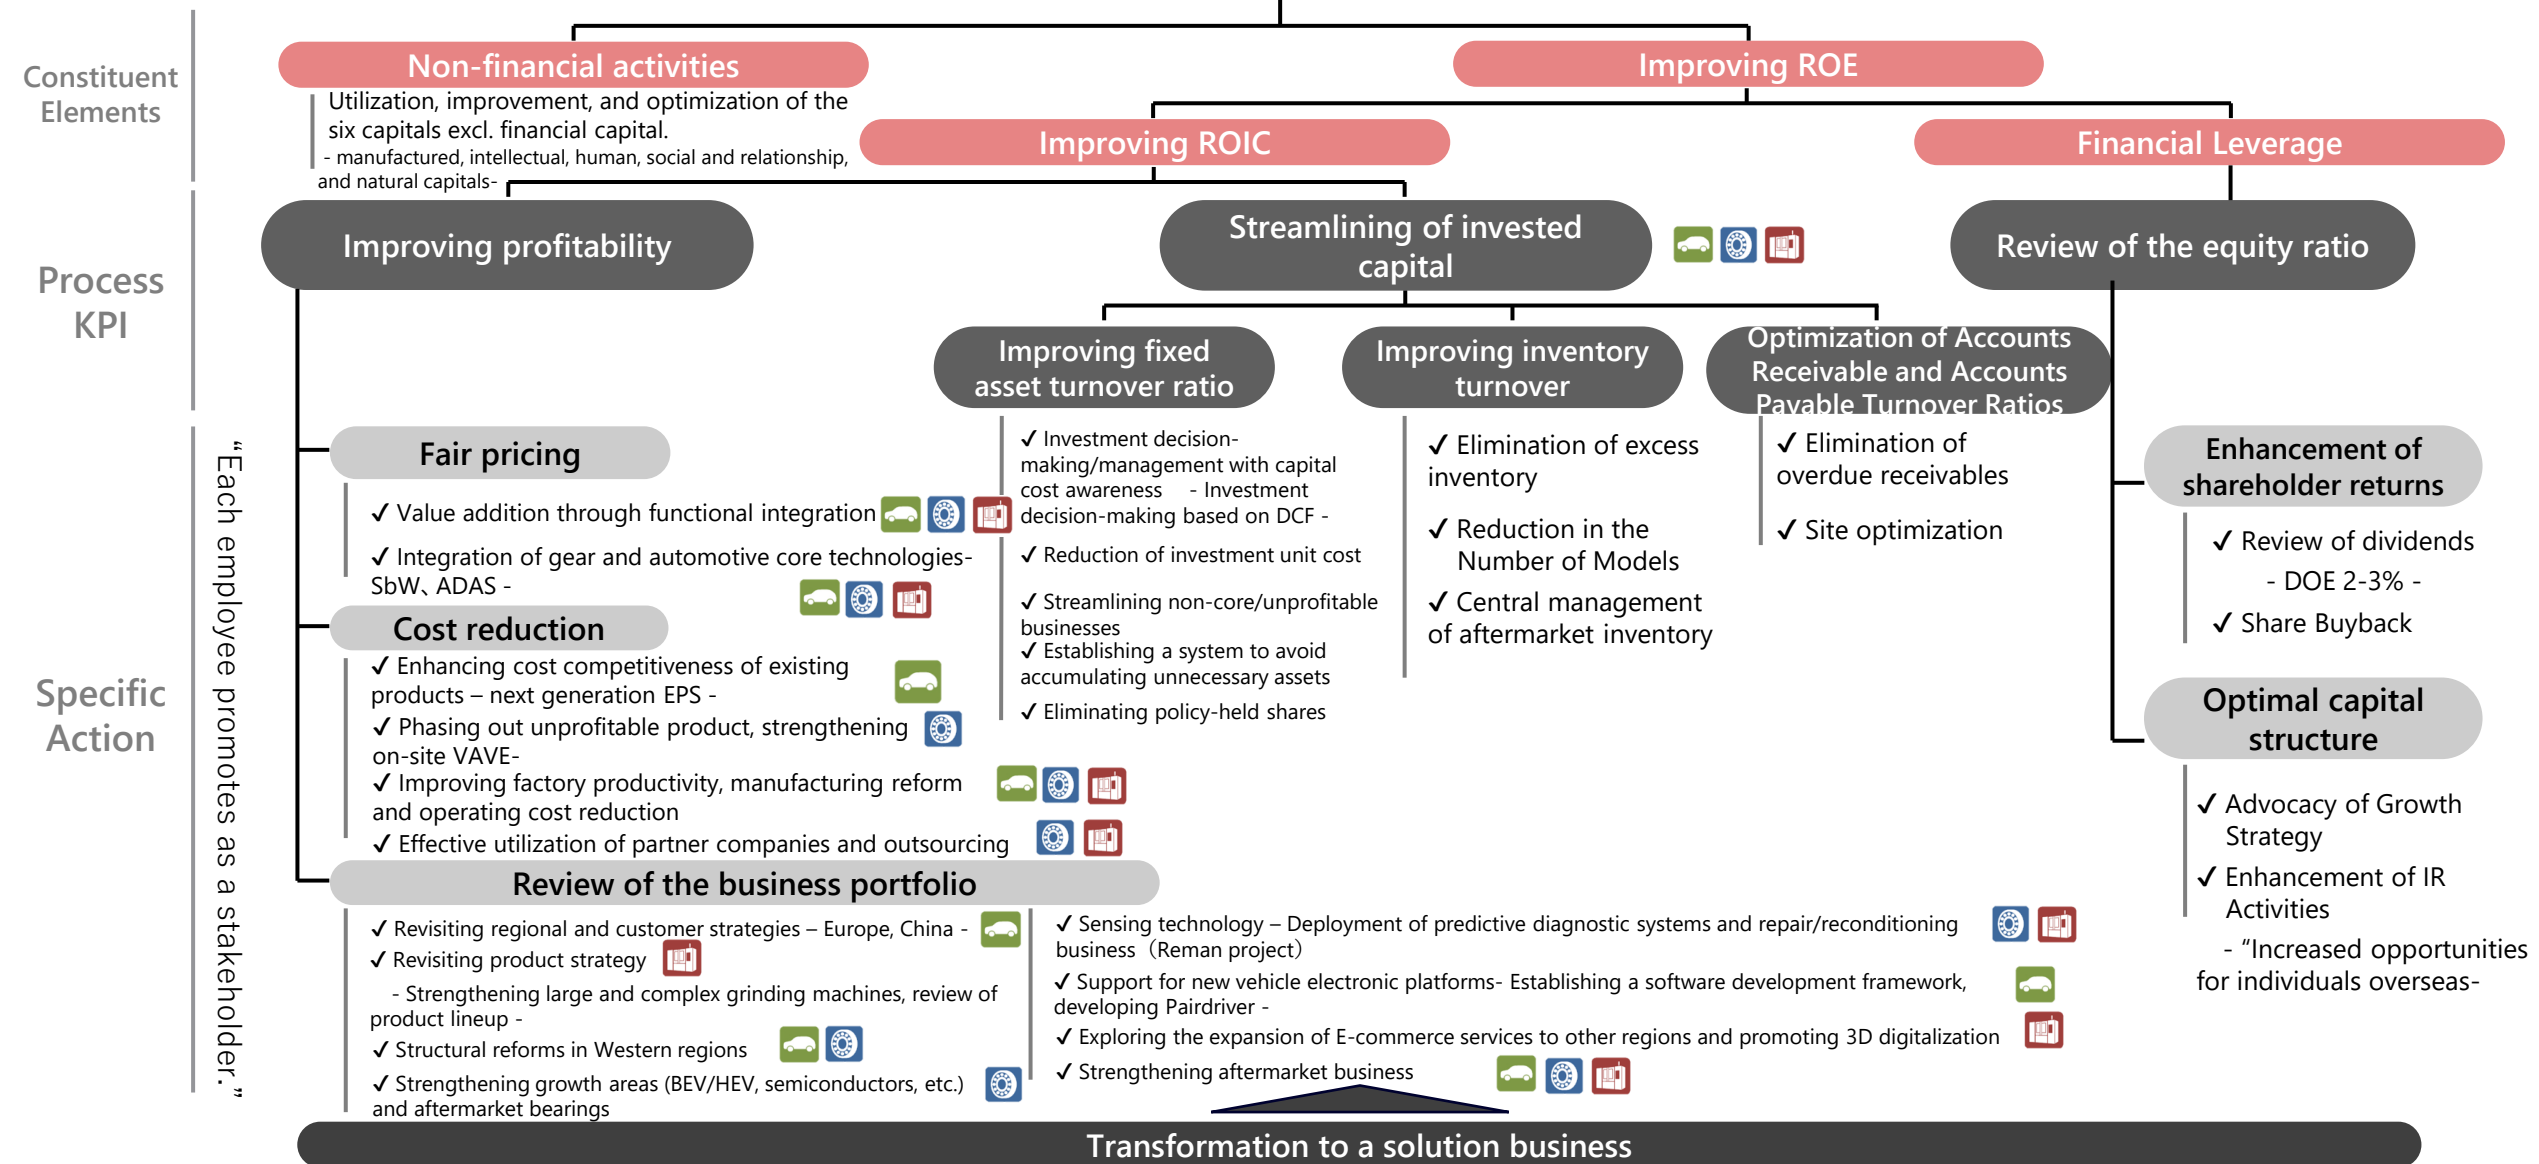 Constituent
Elements
Non-financial activities
Utilization, improvement, and optimization of the
six capitals excl. financial capital.
- manufactured, intellectual, human, social and relationship,
and natural capitals-
Improving ROE
Improving ROIC
Financial Leverage
Process
KPI
Improving profitability
Streamlining of invested
capital
Review of the equity ratio
Improving fixed
asset turnover ratio
Improving inventory
turnover
Optimization of Accounts
Receivable and Accounts
Payable Turnover Ratios
Specific
Action
“Each employee promotes as a stakeholder.”
Fair pricing
✓ Value addition through functional integration
✓ Integration of gear and automotive core technologies-
SbW、ADAS -
Cost reduction
✓ Enhancing cost competitiveness of existing
products – next generation EPS -
✓ Phasing out unprofitable product, strengthening
on-site VAVE-
✓ Improving factory productivity, manufacturing reform
and operating cost reduction
✓ Effective utilization of partner companies and outsourcing
✓ Investment decision-
making/management with capital
cost awareness - Investment
decision-making based on DCF -
✓ Reduction of investment unit cost
✓ Streamlining non-core/unprofitable
businesses
✓ Establishing a system to avoid
accumulating unnecessary assets
✓ Eliminating policy-held shares
✓ Elimination of excess
inventory
✓ Reduction in the
Number of Models
✓ Central management
of aftermarket inventory
✓ Elimination of
overdue receivables
✓ Site optimization
Enhancement of
shareholder returns
✓ Review of dividends
- DOE 2-3% -
✓ Share Buyback
Optimal capital
structure
✓ Advocacy of Growth
Strategy
✓ Enhancement of IR
Activities
- “Increased opportunities
for individuals overseas-
Review of the business portfolio
✓ Revisiting regional and customer strategies – Europe, China -
✓ Revisiting product strategy
- Strengthening large and complex grinding machines, review of
product lineup -
✓ Structural reforms in Western regions
✓ Strengthening growth areas (BEV/HEV, semiconductors, etc.)
and aftermarket bearings
✓ Sensing technology – Deployment of predictive diagnostic systems and repair/reconditioning
business（Reman project）
✓ Support for new vehicle electronic platforms- Establishing a software development framework,
developing Pairdriver -
✓ Exploring the expansion of E-commerce services to other regions and promoting 3D digitalization
✓ Strengthening aftermarket business
Transformation to a solution business